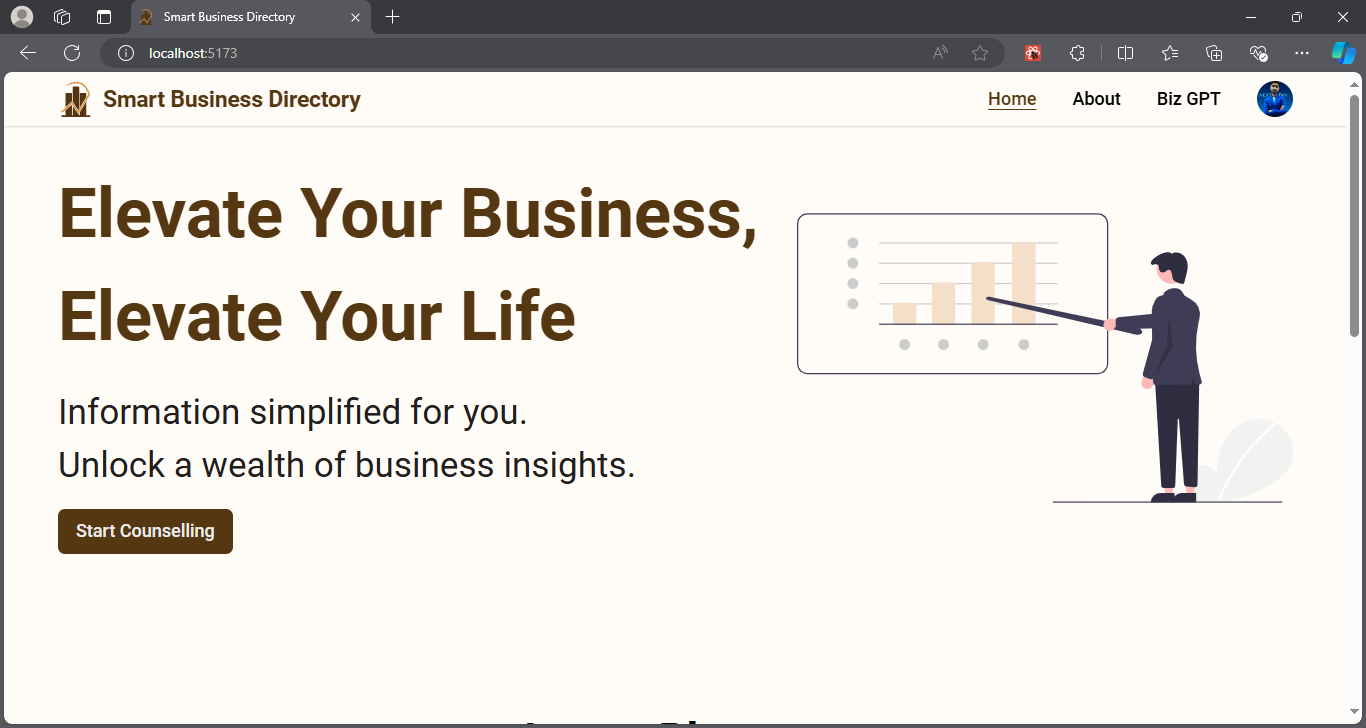 Smart Business Directory
localhost:5173
Smart Business Directory
Home
About
Biz GPT
Elevate Your Business,
Elevate Your Life
Information simplified for you.
Unlock a wealth of business insights.
Start Counselling